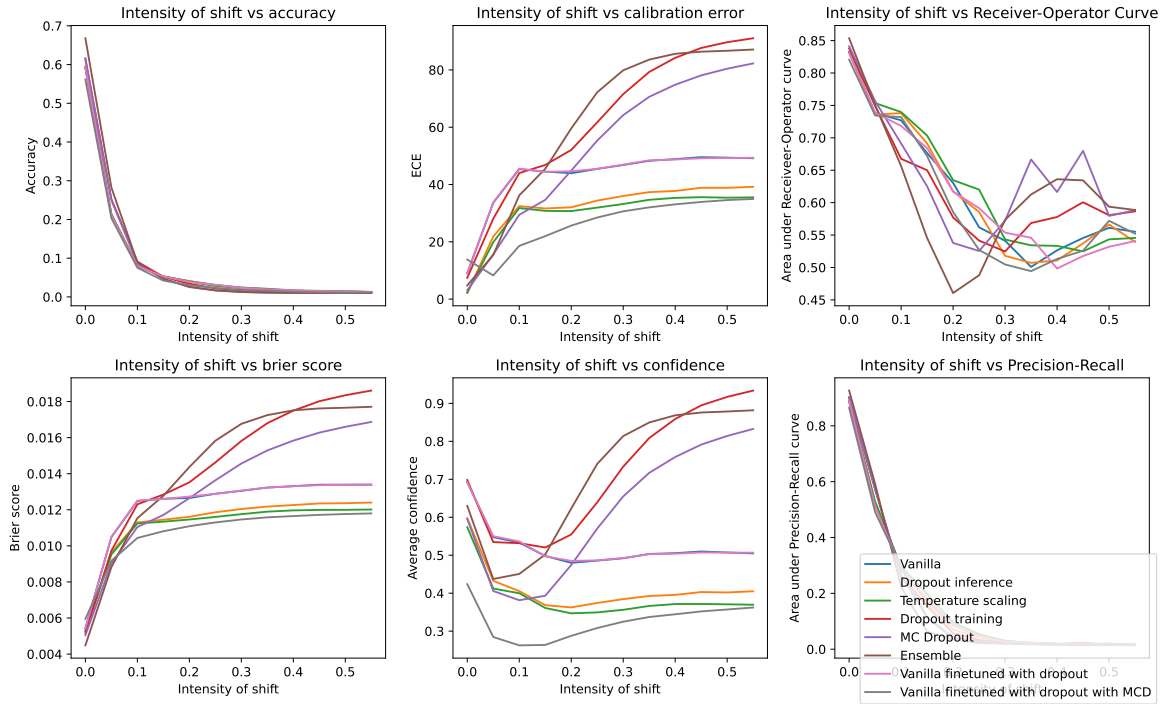 Intensity of shift vs accuracy
Accuracy
0.7
0.6
0.5
0.4
0.3
0.2
0.1
0.0
0.0 0.1 0.2 0.3 0.4 0.5
Intensity of shift
Intensity of shift vs calibration error
ECE
80
60
40
20
0
0.0 0.1 0.2 0.3 0.4 0.5
Intensity of shift
Intensity of shift vs Receiver-Operator Curve
Area under Receiveer-Operator curve
0.85
0.80
0.75
0.70
0.65
0.60
0.55
0.50
0.45
0.0 0.1 0.2 0.3 0.4 0.5
Intensity of shift
Intensity of shift vs brier score
Brier score
0.018
0.016
0.014
0.012
0.010
0.008
0.006
0.004
0.0 0.1 0.2 0.3 0.4 0.5
Intensity of shift
Intensity of shift vs confidence
Average confidence
0.9
0.8
0.7
0.6
0.5
0.4
0.3
0.0 0.1 0.2 0.3 0.4 0.5
Intensity of shift
Intensity of shift vs Precision-Recall
Area under Precision-Recall curve
0.8
0.6
0.4
0.2
0.0
Vanilla
Dropout inference
Temperature scaling
Dropout training
MC Dropout
Ensemble
Vanilla finetuned with dropout
Vanilla finetuned with dropout with MCD
0.5